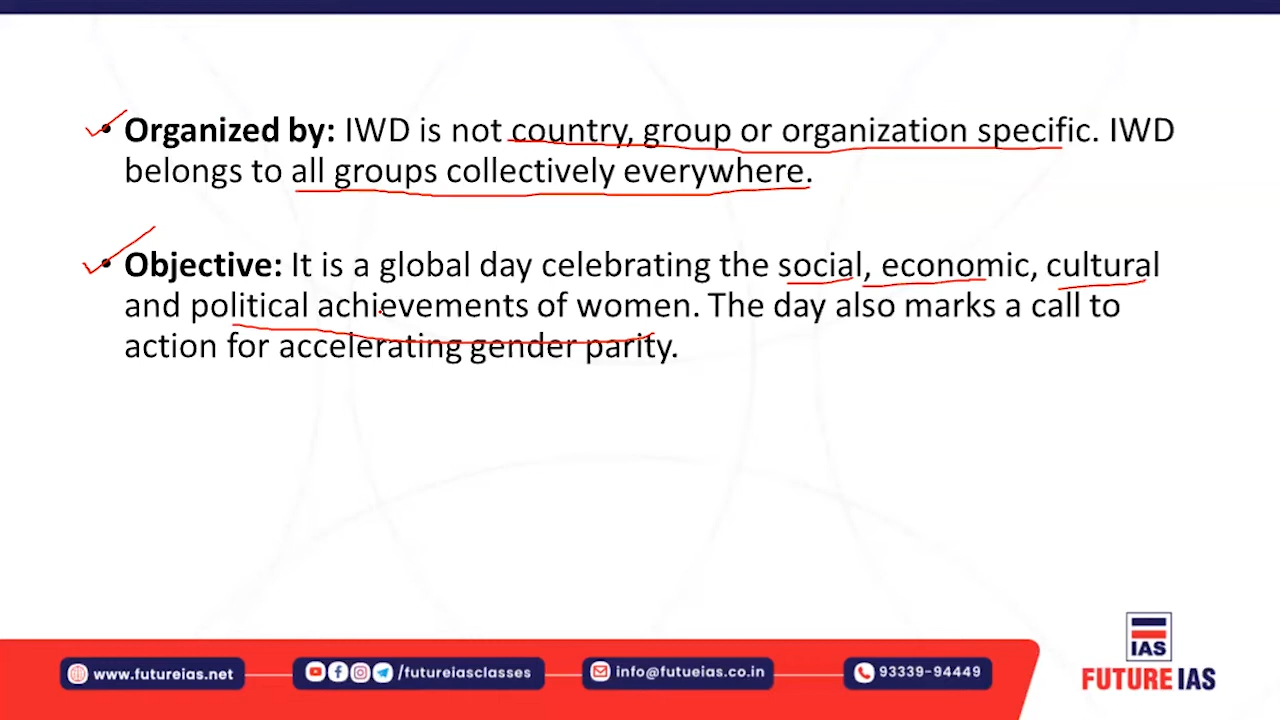 • Organized by: IWD is not country, group or organization specific. IWD
belongs to all groups collectively everywhere.
• Objective: It is a global day celebrating the social, economic, cultural
and political achievements of women. The day also marks a call to
action for accelerating gender parity.
www.futureias.net
/futureiasclasses
info@futueias.co.in
93339-94449
IAS
FUTURE IAS